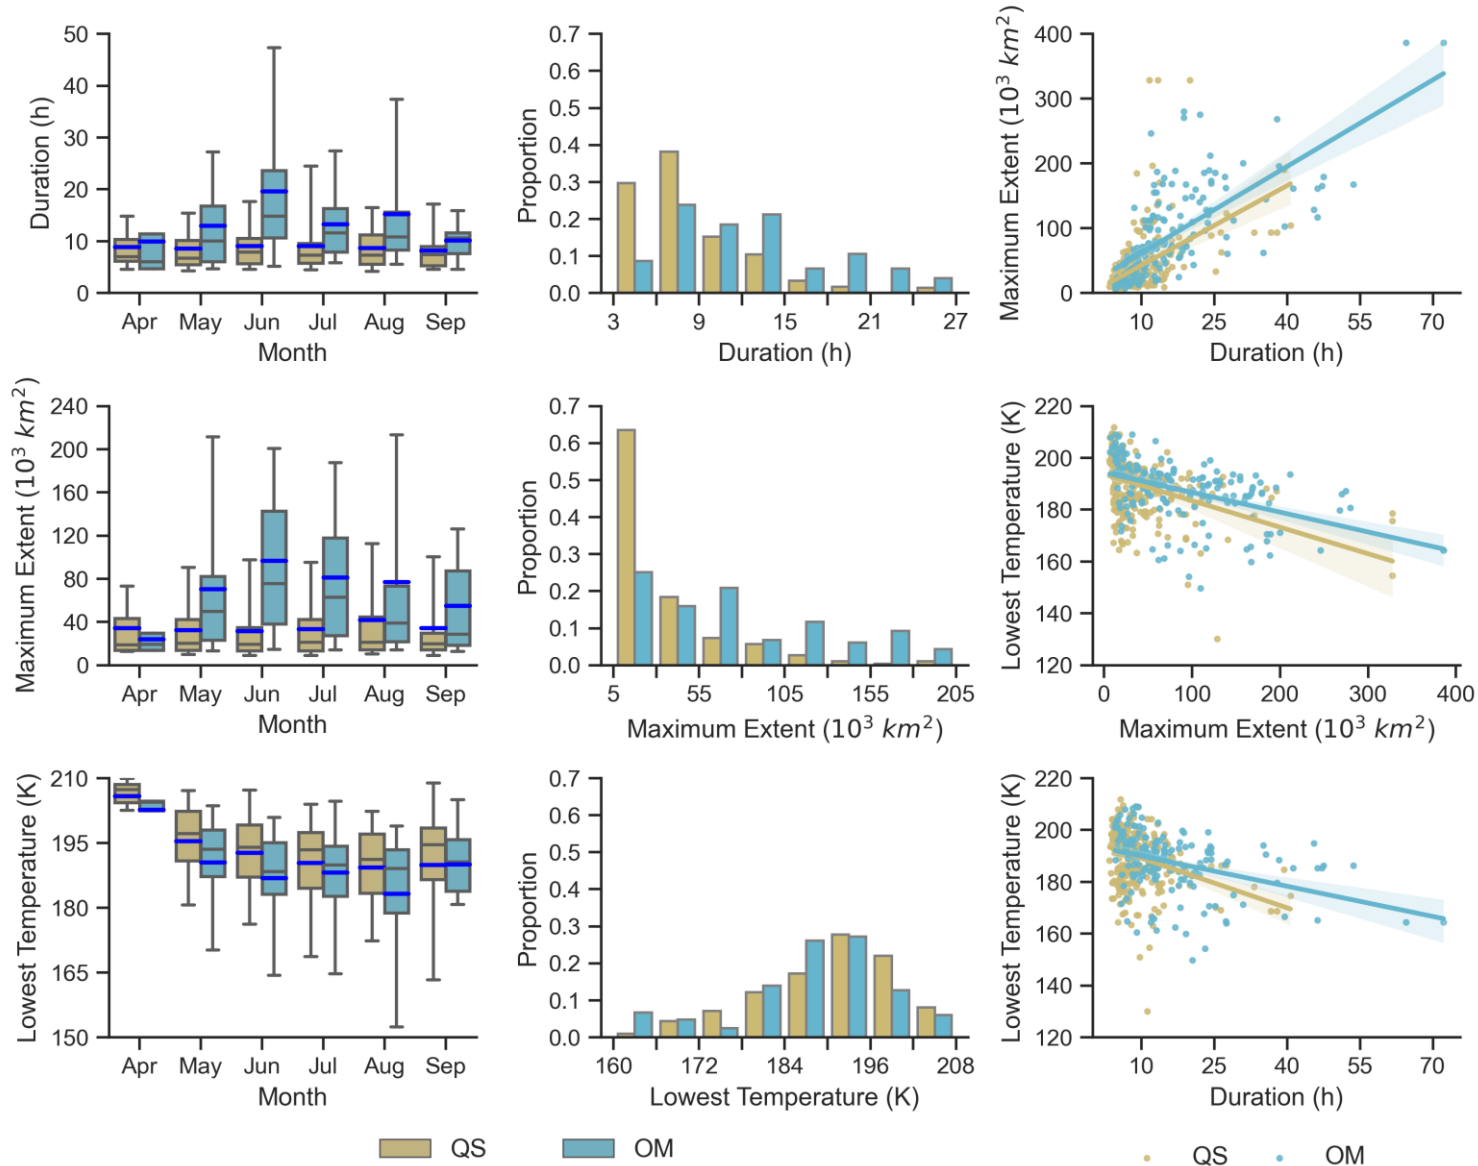 50
40
30
20
10
0
Duration (h)
Apr May Jun Jul Aug Sep
Month
0.7
0.6
0.5
0.4
0.3
0.2
0.1
0.0
Proportion
3 9 15 21 27
Duration (h)
400
300
200
100
0
Maximum Extent (10³ km²)
10 25 40 55 70
Duration (h)
240
200
160
120
80
40
0
Maximum Extent (10³ km²)
Apr May Jun Jul Aug Sep
Month
0.7
0.6
0.5
0.4
0.3
0.2
0.1
0.0
Proportion
5 55 105 155 205
Maximum Extent (10³ km²)
220
200
180
160
140
120
Lowest Temperature (K)
0 100 200 300 400
Maximum Extent (10³ km²)
210
195
180
165
150
Lowest Temperature (K)
Apr May Jun Jul Aug Sep
Month
0.7
0.6
0.5
0.4
0.3
0.2
0.1
0.0
Proportion
160 172 184 196 208
Lowest Temperature (K)
220
200
180
160
140
120
Lowest Temperature (K)
10 25 40 55 70
Duration (h)
QS OM
QS OM